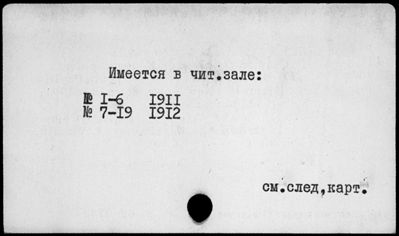 Имеется в чит.зале:
№ I-6 I9II
№ 7-I9 I9I2
см.след,карт.